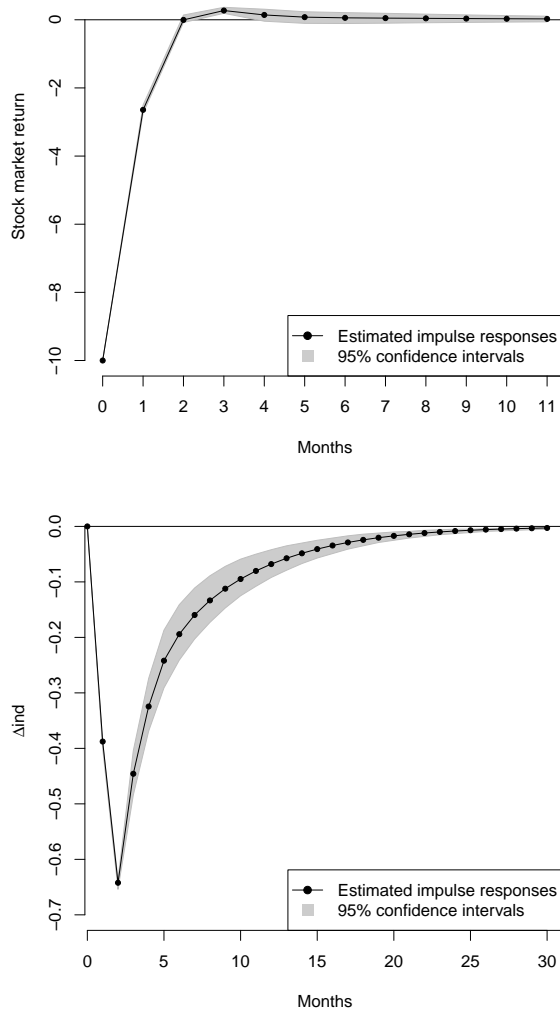 Stock market return
0
−2
−4
−6
−8
−10
Estimated impulse responses
95% confidence intervals
0 1 2 3 4 5 6 7 8 9 10 11
Months
Δind
0.0
−0.1
−0.2
−0.3
−0.4
−0.5
−0.6
−0.7
Estimated impulse responses
95% confidence intervals
0 5 10 15 20 25 30
Months